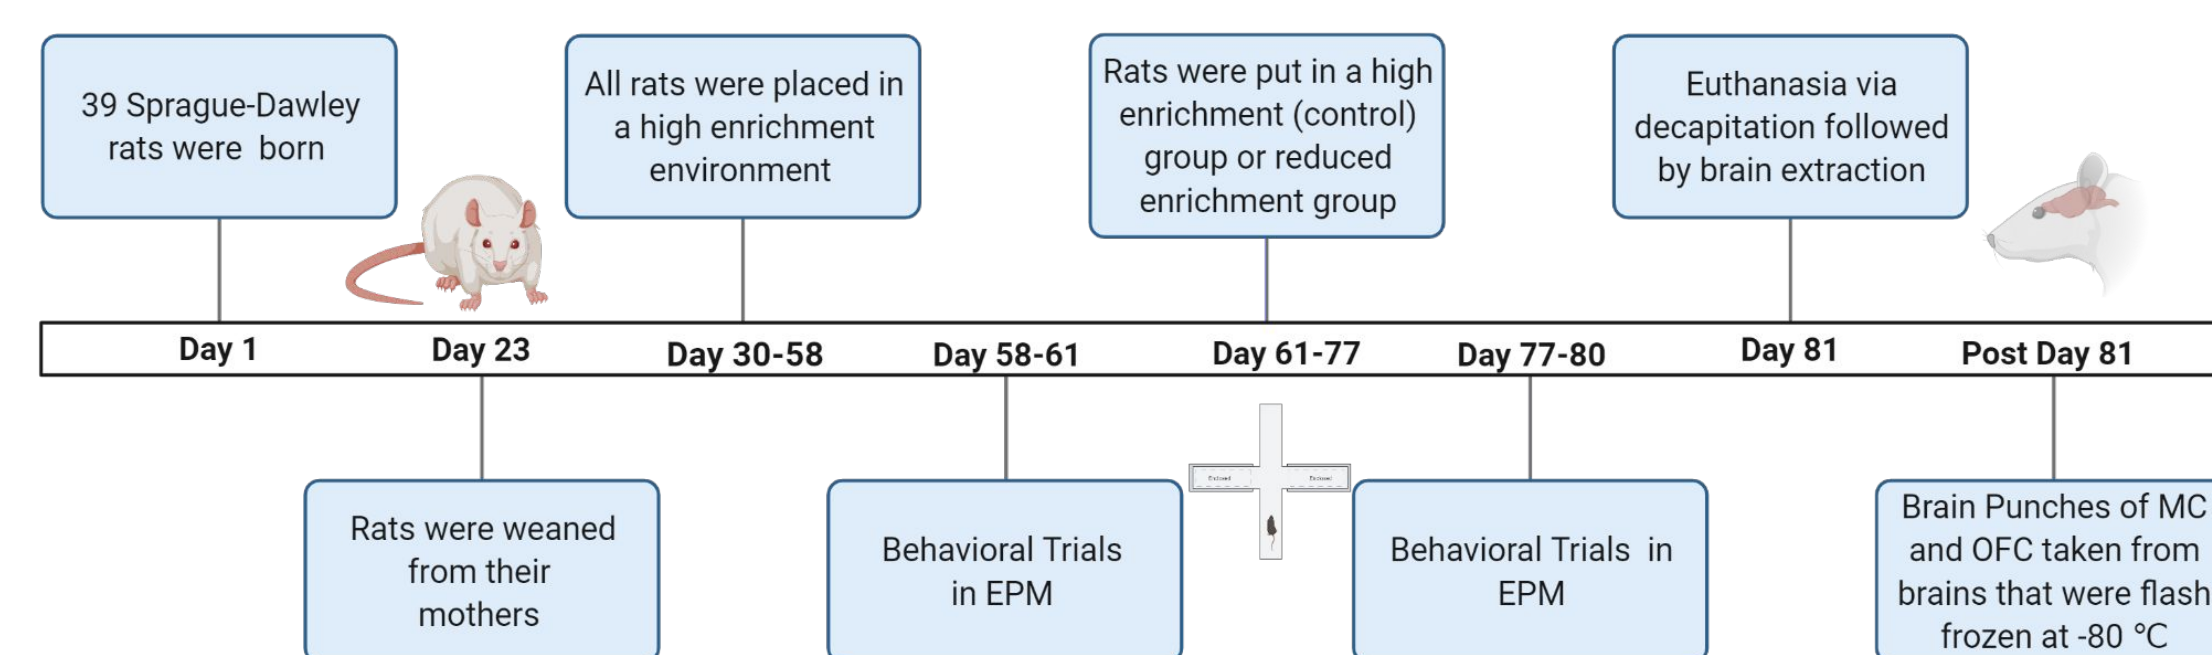 39 Sprague-Dawley
rats were born
All rats were placed in
a high enrichment
environment
Rats were put in a high
enrichment (control)
group or reduced
enrichment group
Euthanasia via
decapitation followed
by brain extraction
Day 1
Day 23
Day 30-58
Day 58-61
Day 61-77
Day 77-80
Day 81
Post Day 81
Rats were weaned
from their
mothers
Behavioral Trials
in EPM
Enclosed
Enclosed
Behavioral Trials in
EPM
Brain Punches of MC
and OFC taken from
brains that were flash
frozen at -80 °C